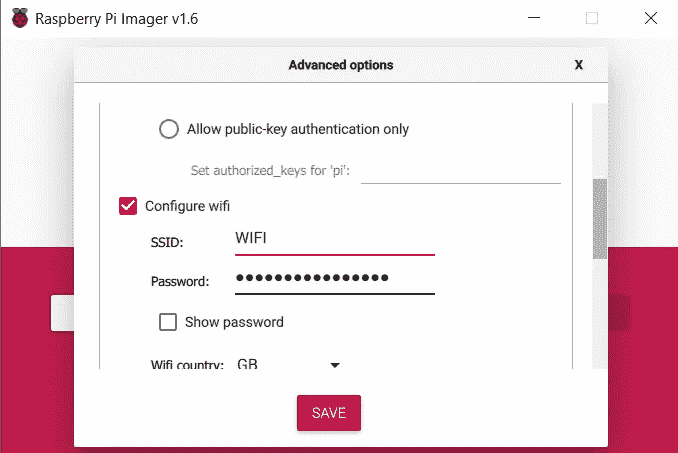 Raspberry Pi Imager v1.6
Advanced options
X
Allow public-key authentication only
Set authorized_keys for 'pi':
Configure wifi
SSID: WIFI
Password: ••••••••••••••••
Show password
Wifi country: GB
SAVE